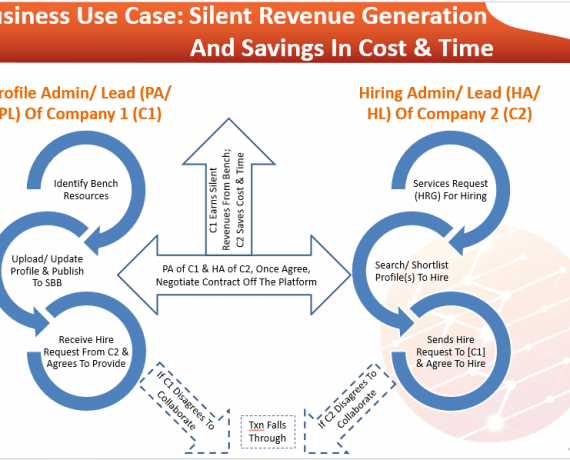 usiness Use Case: Silent Revenue Generation
And Savings In Cost & Time
rofile Admin/ Lead (PA/
PL) Of Company 1 (C1)
Hiring Admin/ Lead (HA/
HL) Of Company 2 (C2)
Identify Bench
Resources
Upload/ Update
Profile & Publish
To SBB
Receive Hire
Request From C2 &
Agrees To Provide
C1 Earns Silent
Revenues From Bench;
C2 Saves Cost & Time
PA of C1 & HA of C2, Once Agree,
Negotiate Contract Off The Platform
Services Request
(HRG) For Hiring
Search/ Shortlist
Profile(s) To Hire
Sends Hire
Request To [C1]
& Agree To Hire
If C1 Disagrees To
Collaborate
Txn Falls
Through
If C2 Disagrees To
Collaborate